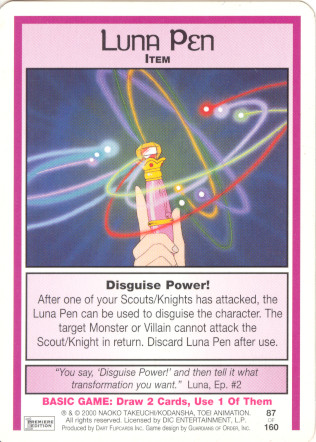 Luna Pen
Item
Disguise Power!
After one of your Scouts/Knights has attacked, the
Luna Pen can be used to disguise the character. The
target Monster or Villain cannot attack the
Scout/Knight in return. Discard Luna Pen after use.
"You say, 'Disguise Power!' and then tell it what
transformation you want." Luna, Ep. #2
BASIC GAME: Draw 2 Cards, Use 1 Of Them
PREMIERE
EDITION
® & © 2000 NAOKO TAKEUCHI/KODANSHA, TOEI ANIMATION.
All rights reserved. Licensed by DIC ENTERTAINMENT, L.P.
Produced by Dart Flipcards Inc. Game design by Guardians of Order, Inc.
87
OF
160